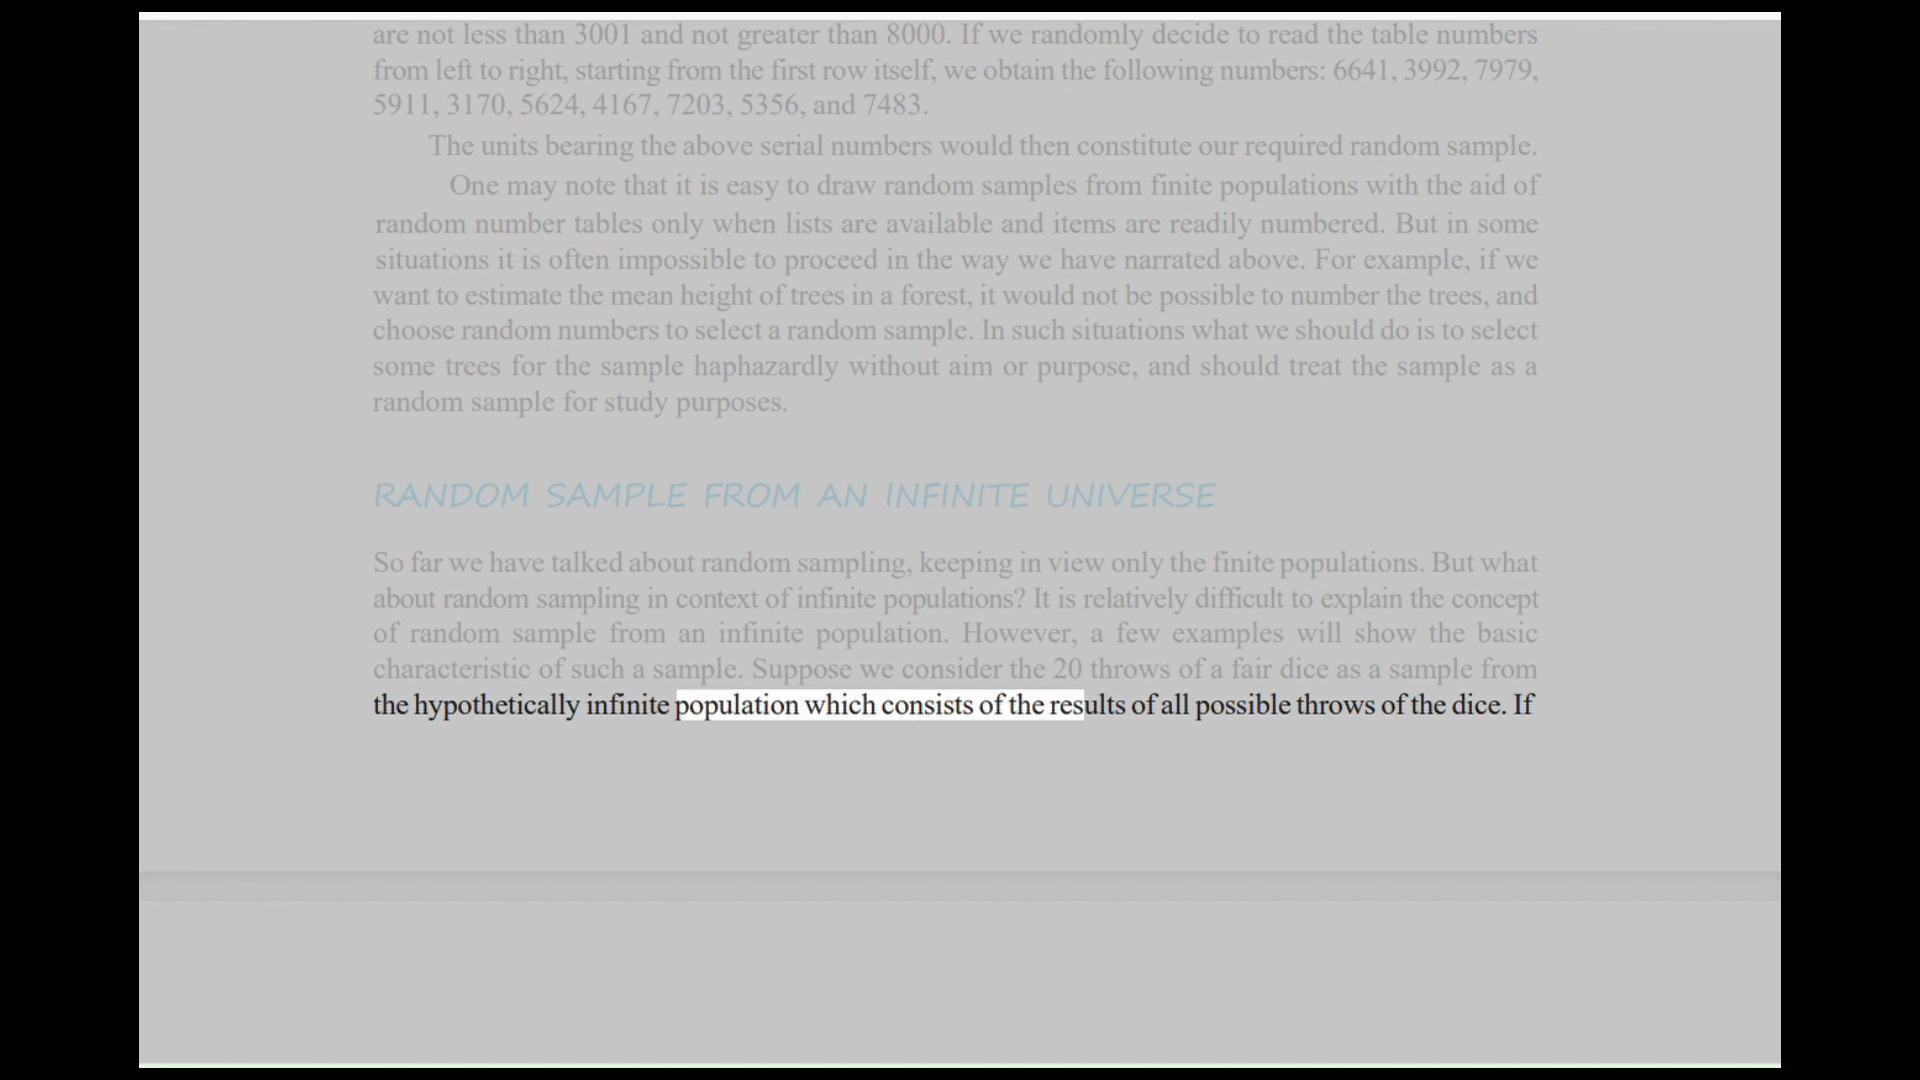 are not less than 3001 and not greater than 8000. If we randomly decide to read the table numbers
from left to right, starting from the first row itself, we obtain the following numbers: 6641, 3992, 7979,
5911, 3170, 5624, 4167, 7203, 5356, and 7483.
The units bearing the above serial numbers would then constitute our required random sample.
One may note that it is easy to draw random samples from finite populations with the aid of
random number tables only when lists are available and items are readily numbered. But in some
situations it is often impossible to proceed in the way we have narrated above. For example, if we
want to estimate the mean height of trees in a forest, it would not be possible to number the trees, and
choose random numbers to select a random sample. In such situations what we should do is to select
some trees for the sample haphazardly without aim or purpose, and should treat the sample as a
random sample for study purposes.
RANDOM SAMPLE FROM AN INFINITE UNIVERSE
So far we have talked about random sampling, keeping in view only the finite populations. But what
about random sampling in context of infinite populations? It is relatively difficult to explain the concept
of random sample from an infinite population. However, a few examples will show the basic
characteristic of such a sample. Suppose we consider the 20 throws of a fair dice as a sample from
the hypothetically infinite population which consists of the results of all possible throws of the dice. If